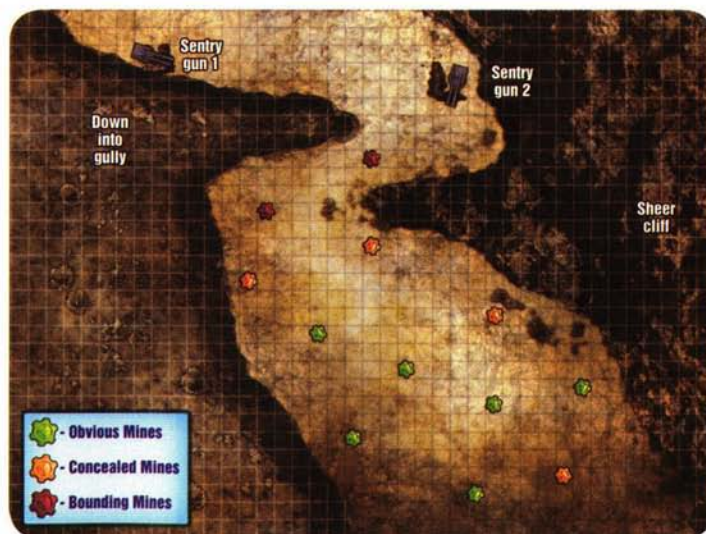 Sentry
gun 1
Sentry
gun 2
Down
into
gully
Sheer
cliff
- Obvious Mines
- Concealed Mines
- Bounding Mines